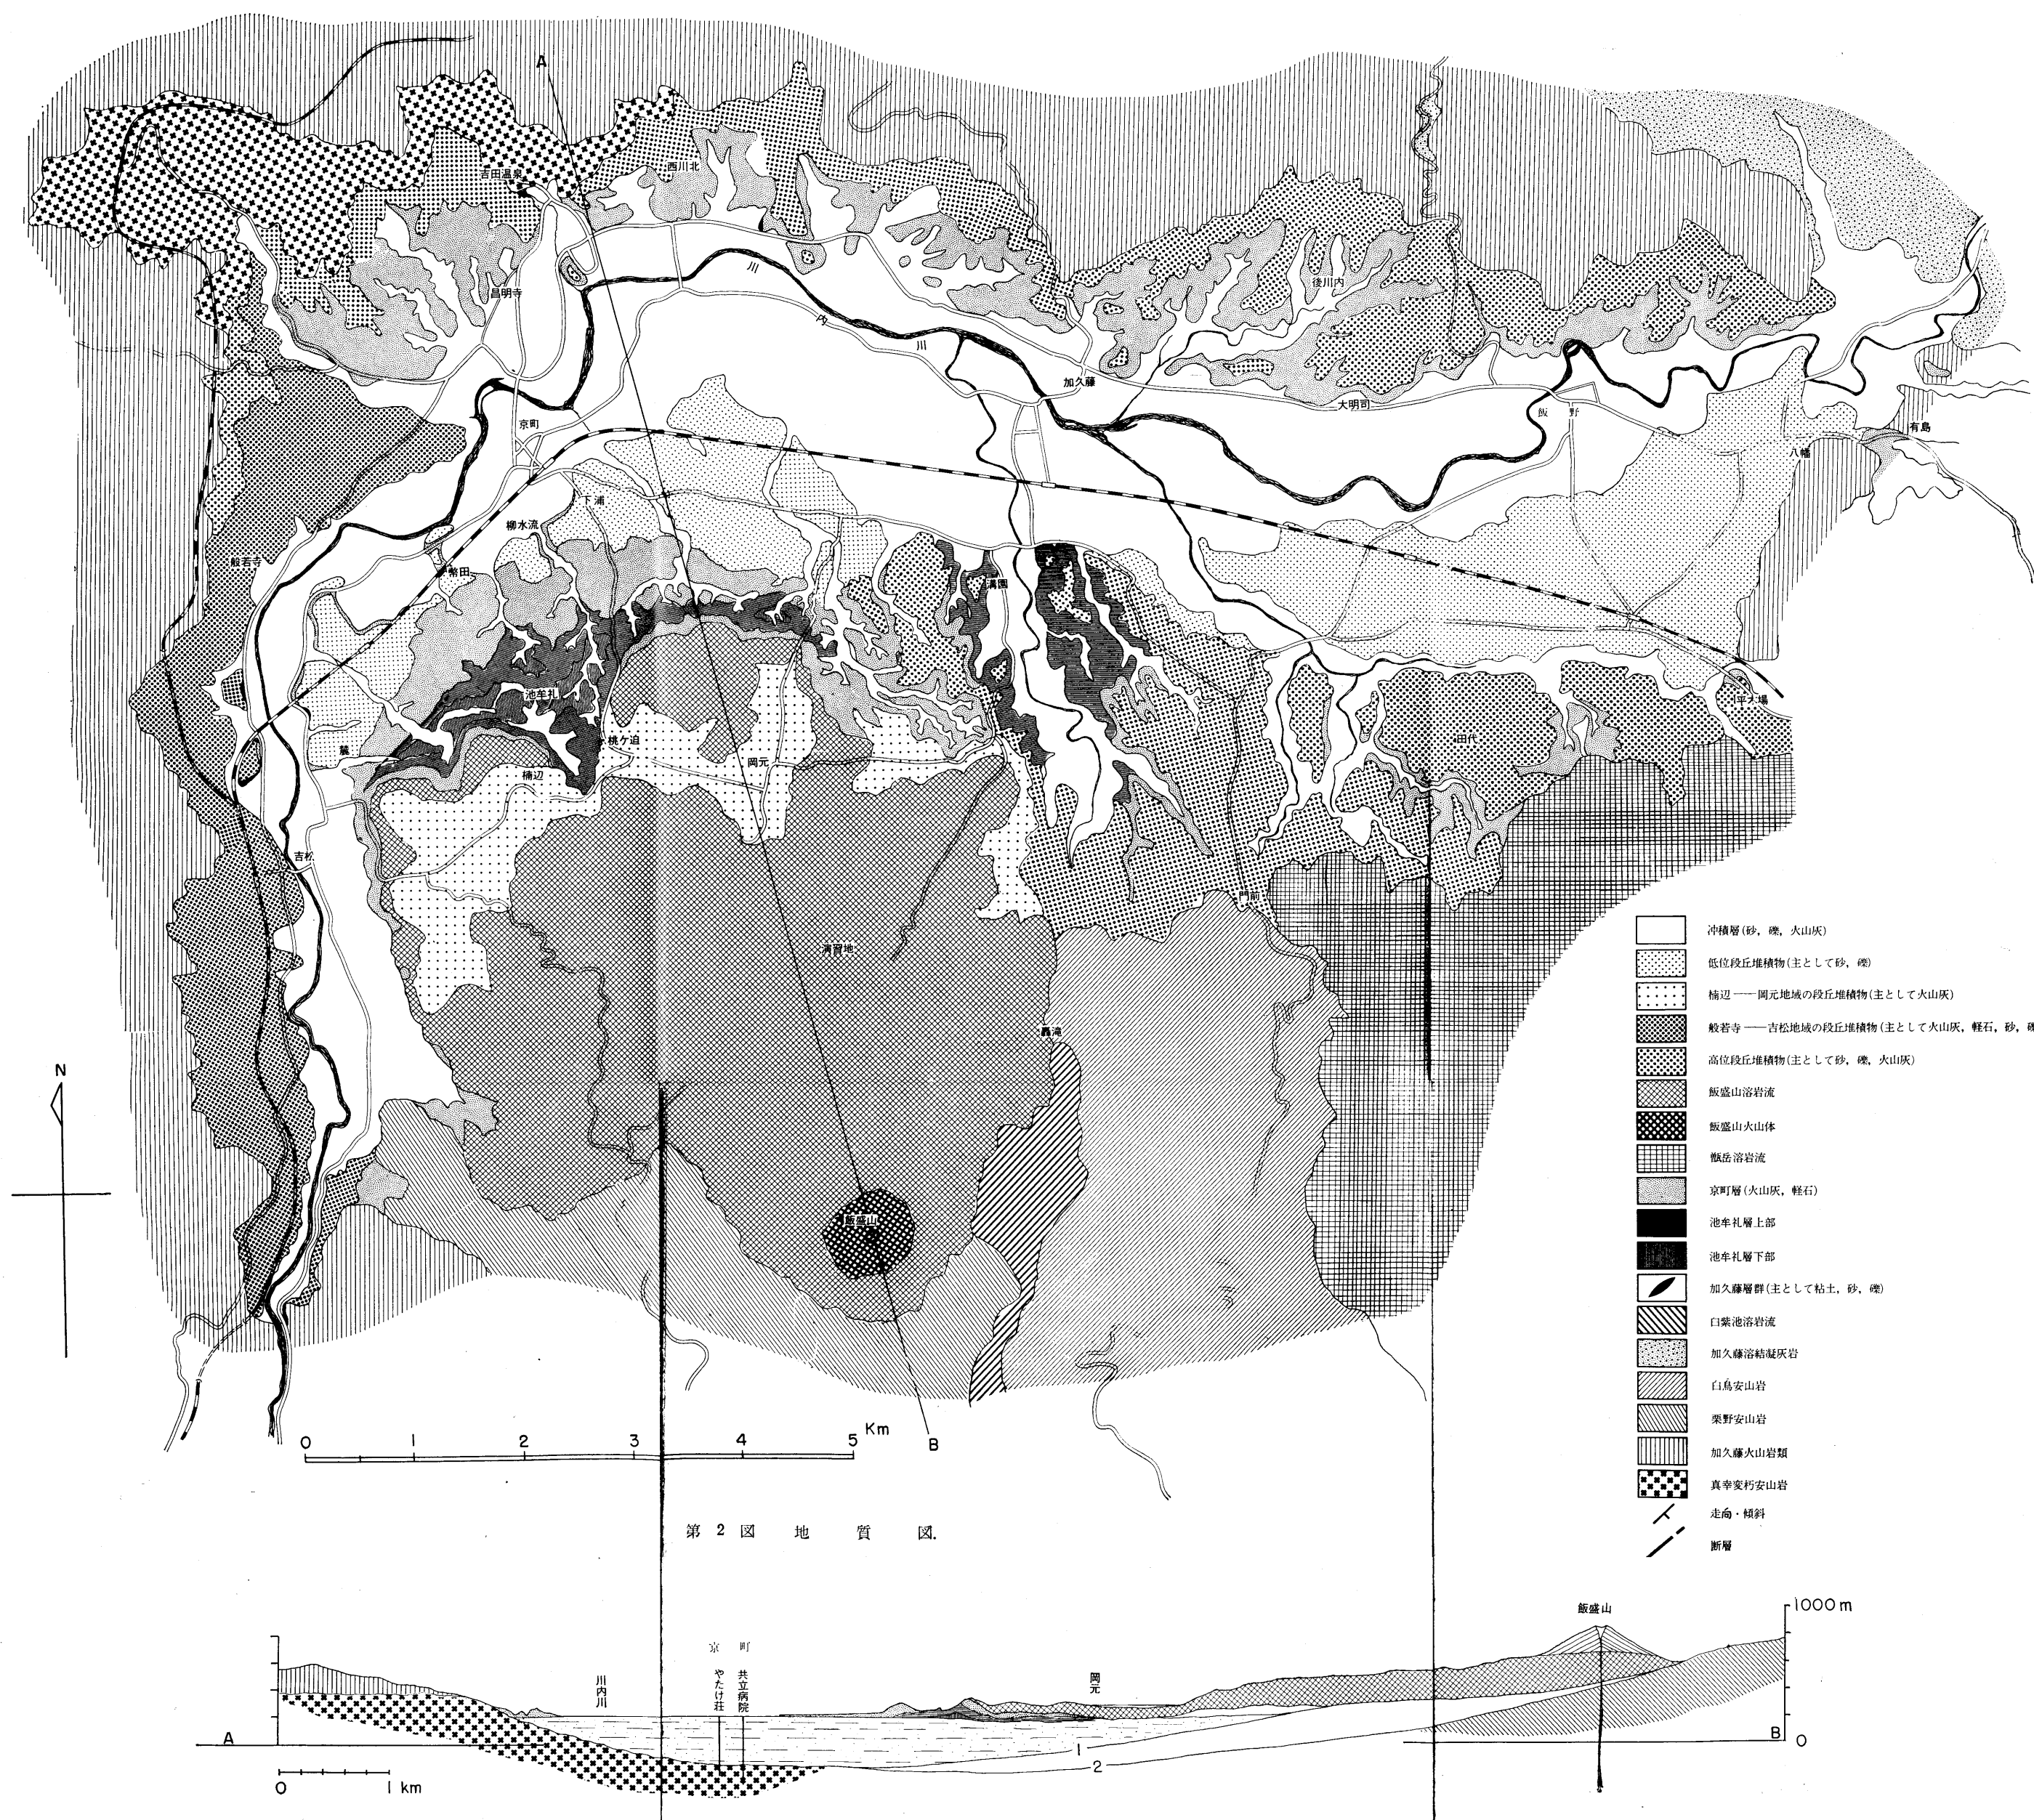 A
吉田温泉
西川北
川
昌明寺
後川内
内
川
加久藤
大明司
飯野
京町
有島
八幡
下浦
柳水流
般若寺
溝園
池牟礼
平木場
麓
桃ケ迫
田代
楠辺
岡元
吉松
門前
演習地
N
飯盛山
B
0 1 2 3 4 5 Km
沖積層(砂,礫,火山灰)
低位段丘堆積物(主として砂,礫)
楠辺——岡元地域の段丘堆積物(主として火山灰)
般若寺——吉松地域の段丘堆積物(主として火山灰,軽石,砂,礫
高位段丘堆積物(主として砂,礫,火山灰)
飯盛山溶岩流
飯盛山火山体
甑岳溶岩流
京町層(火山灰,軽石)
池牟礼層上部
池牟礼層下部
加久藤層群(主として粘土,砂,礫)
白紫池溶岩流
加久藤溶結凝灰岩
白鳥安山岩
栗野安山岩
加久藤火山岩類
真幸変朽安山岩
走向・傾斜
断層
第2図 地質図.
飯盛山
1000m
京町
川内川
やたけ荘
共立病院
岡元
A
B
0
1
2
0 1 km